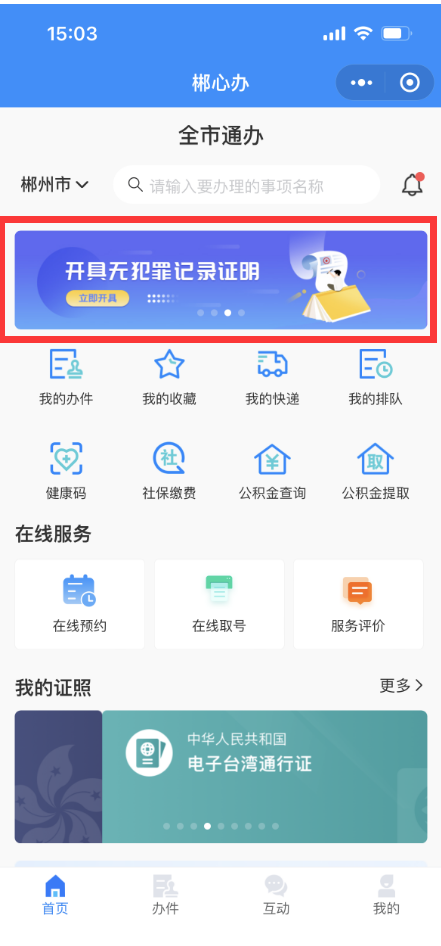 15:03
郴心办
全市通办
郴州市
请输入要办理的事项名称
开具无犯罪记录证明
立即开具
我的办件
我的收藏
我的快递
我的排队
社
取
健康码
社保缴费
公积金查询
公积金提取
在线服务
在线预约
在线取号
服务评价
我的证照
更多
中华人民共和国
电子台湾通行证
首页
办件
互动
我的